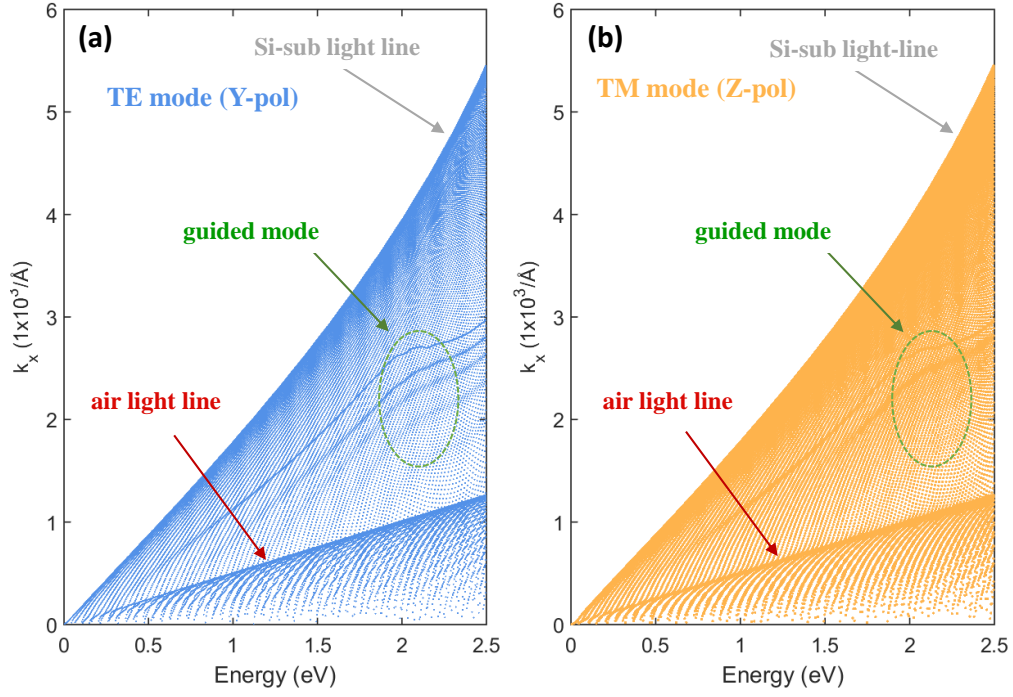 (a)
Si-sub light line
TE mode (Y-pol)
guided mode
air light line
k_x (1x10^3/Å)
6
5
4
3
2
1
0
0 0.5 1 1.5 2 2.5
Energy (eV)
(b)
Si-sub light-line
TM mode (Z-pol)
guided mode
air light line
k_x (1x10^3/Å)
6
5
4
3
2
1
0
0 0.5 1 1.5 2 2.5
Energy (eV)